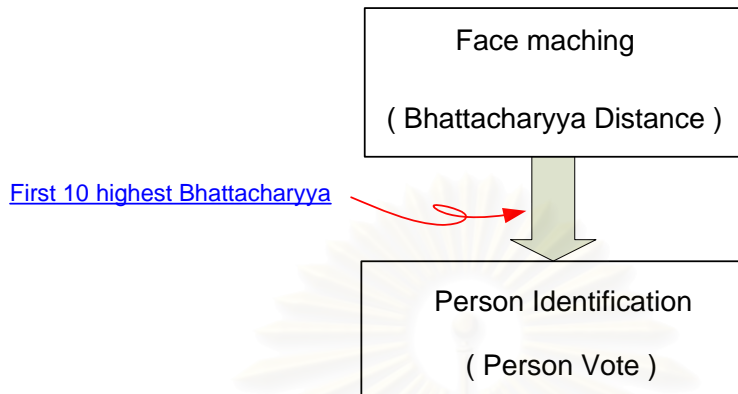 Face maching
( Bhattacharyya Distance )
First 10 highest Bhattacharyya
Person Identification
( Person Vote )